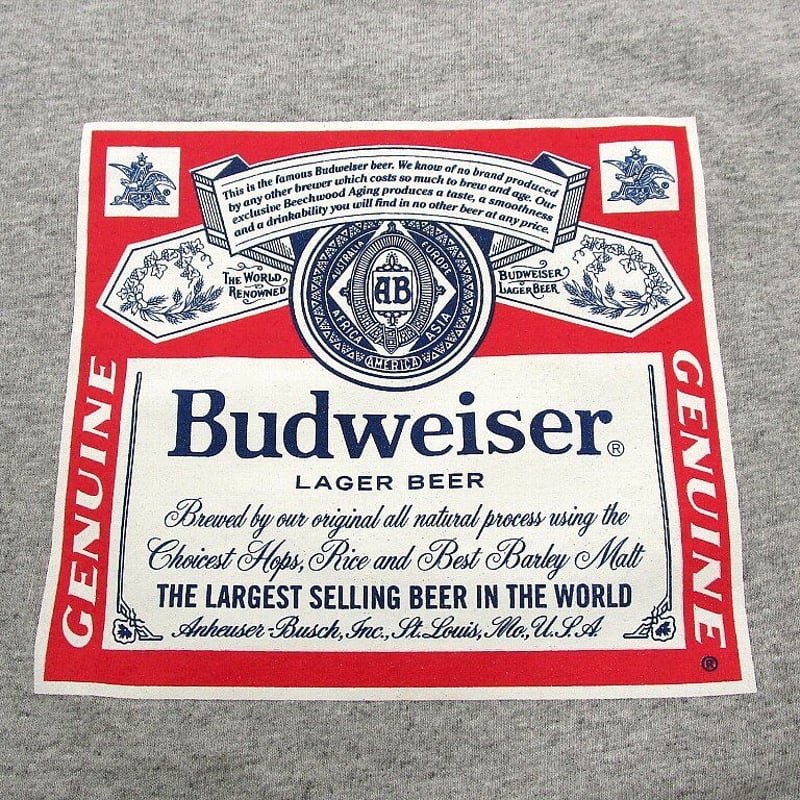 This is the famous Budweiser beer. We know of no brand produced
by any other brewer which costs so much to brew and age. Our
exclusive Beechwood Aging produces a taste, a smoothness
and a drinkability you will find in no other beer at any price.
THE WORLD
RENOWNED
BUDWEISER
LAGER BEER
AUSTRALIA
EUROPE
AB
AFRICA
ASIA
AMERICA
GENUINE
GENUINE
Budweiser®
LAGER BEER
Brewed by our original all natural process using the
Choicest Hops, Rice and Best Barley Malt
THE LARGEST SELLING BEER IN THE WORLD
Anheuser-Busch, Inc., St. Louis, Mo., U.S.A.
®